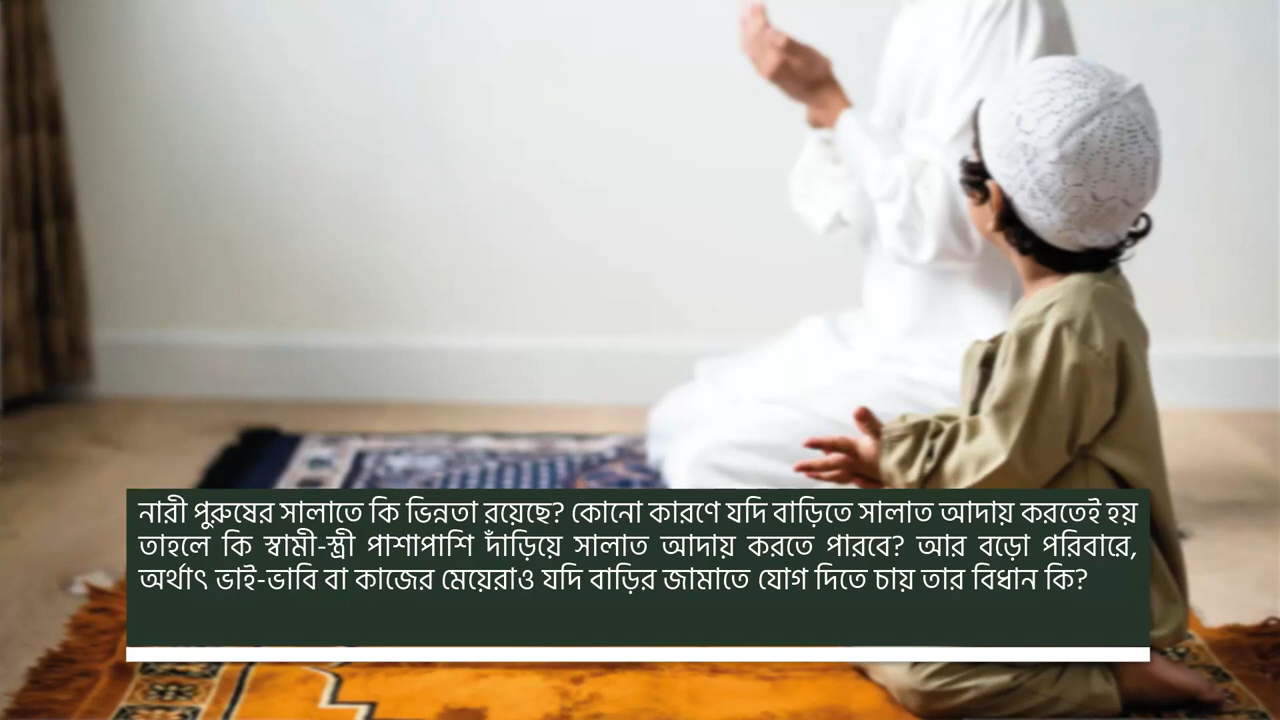 নারী পুরুষের সালাতে কি ভিন্নতা রয়েছে? কোনো কারণে যদি বাড়িতে সালাত আদায় করতেই হয়
তাহলে কি স্বামী-স্ত্রী পাশাপাশি দাঁড়িয়ে সালাত আদায় করতে পারবে? আর বড়ো পরিবারে,
অর্থাৎ ভাই-ভাবি বা কাজের মেয়েরাও যদি বাড়ির জামাতে যোগ দিতে চায় তার বিধান কি?